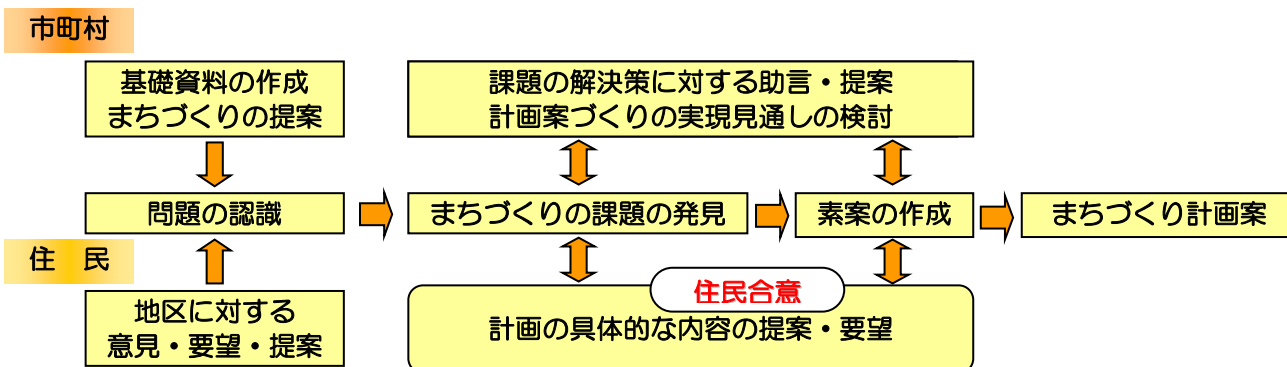 市町村
基礎資料の作成
まちづくりの提案
課題の解決策に対する助言・提案
計画案づくりの実現見通しの検討
問題の認識
まちづくりの課題の発見
素案の作成
まちづくり計画案
住　民
地区に対する
意見・要望・提案
住民合意
計画の具体的な内容の提案・要望